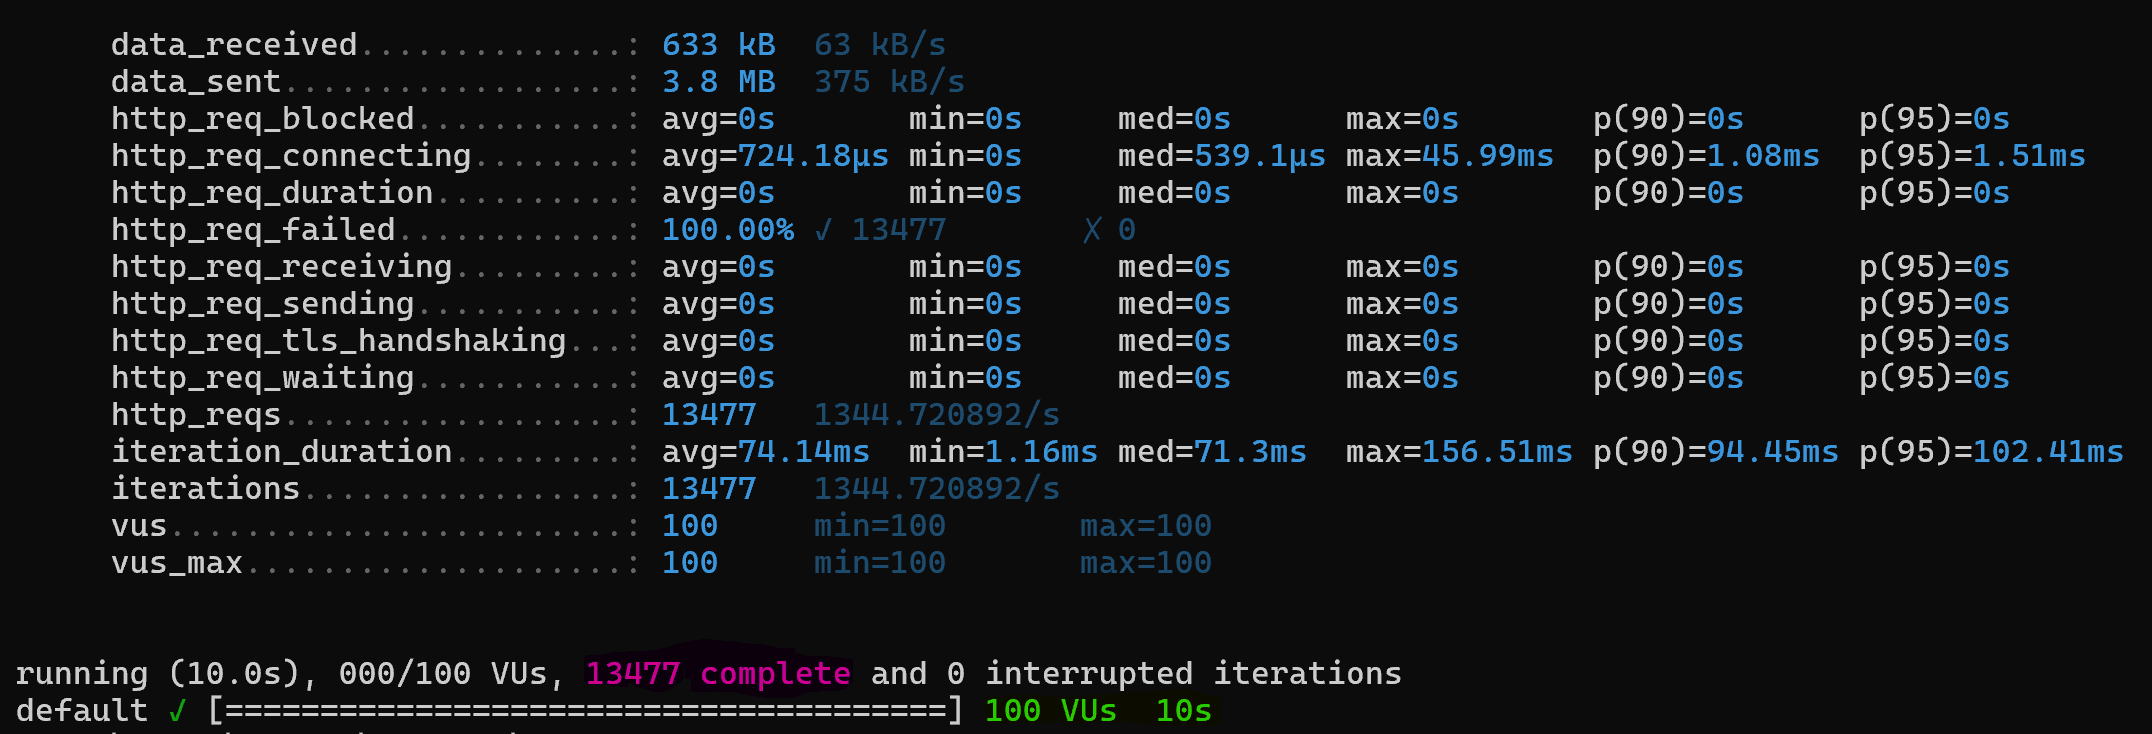 data_received..............: 633 kB  63 kB/s
data_sent..................: 3.8 MB  375 kB/s
http_req_blocked...........: avg=0s       min=0s     med=0s      max=0s       p(90)=0s      p(95)=0s
http_req_connecting........: avg=724.18µs min=0s     med=539.1µs max=45.99ms  p(90)=1.08ms  p(95)=1.51ms
http_req_duration..........: avg=0s       min=0s     med=0s      max=0s       p(90)=0s      p(95)=0s
http_req_failed............: 100.00% ✓ 13477       ✗ 0
http_req_receiving.........: avg=0s       min=0s     med=0s      max=0s       p(90)=0s      p(95)=0s
http_req_sending...........: avg=0s       min=0s     med=0s      max=0s       p(90)=0s      p(95)=0s
http_req_tls_handshaking...: avg=0s       min=0s     med=0s      max=0s       p(90)=0s      p(95)=0s
http_req_waiting...........: avg=0s       min=0s     med=0s      max=0s       p(90)=0s      p(95)=0s
http_reqs..................: 13477   1344.720892/s
iteration_duration.........: avg=74.14ms  min=1.16ms med=71.3ms  max=156.51ms p(90)=94.45ms p(95)=102.41ms
iterations.................: 13477   1344.720892/s
vus........................: 100     min=100       max=100
vus_max....................: 100     min=100       max=100
running (10.0s), 000/100 VUs, 13477 complete and 0 interrupted iterations
default ✓ [======================================] 100 VUs  10s